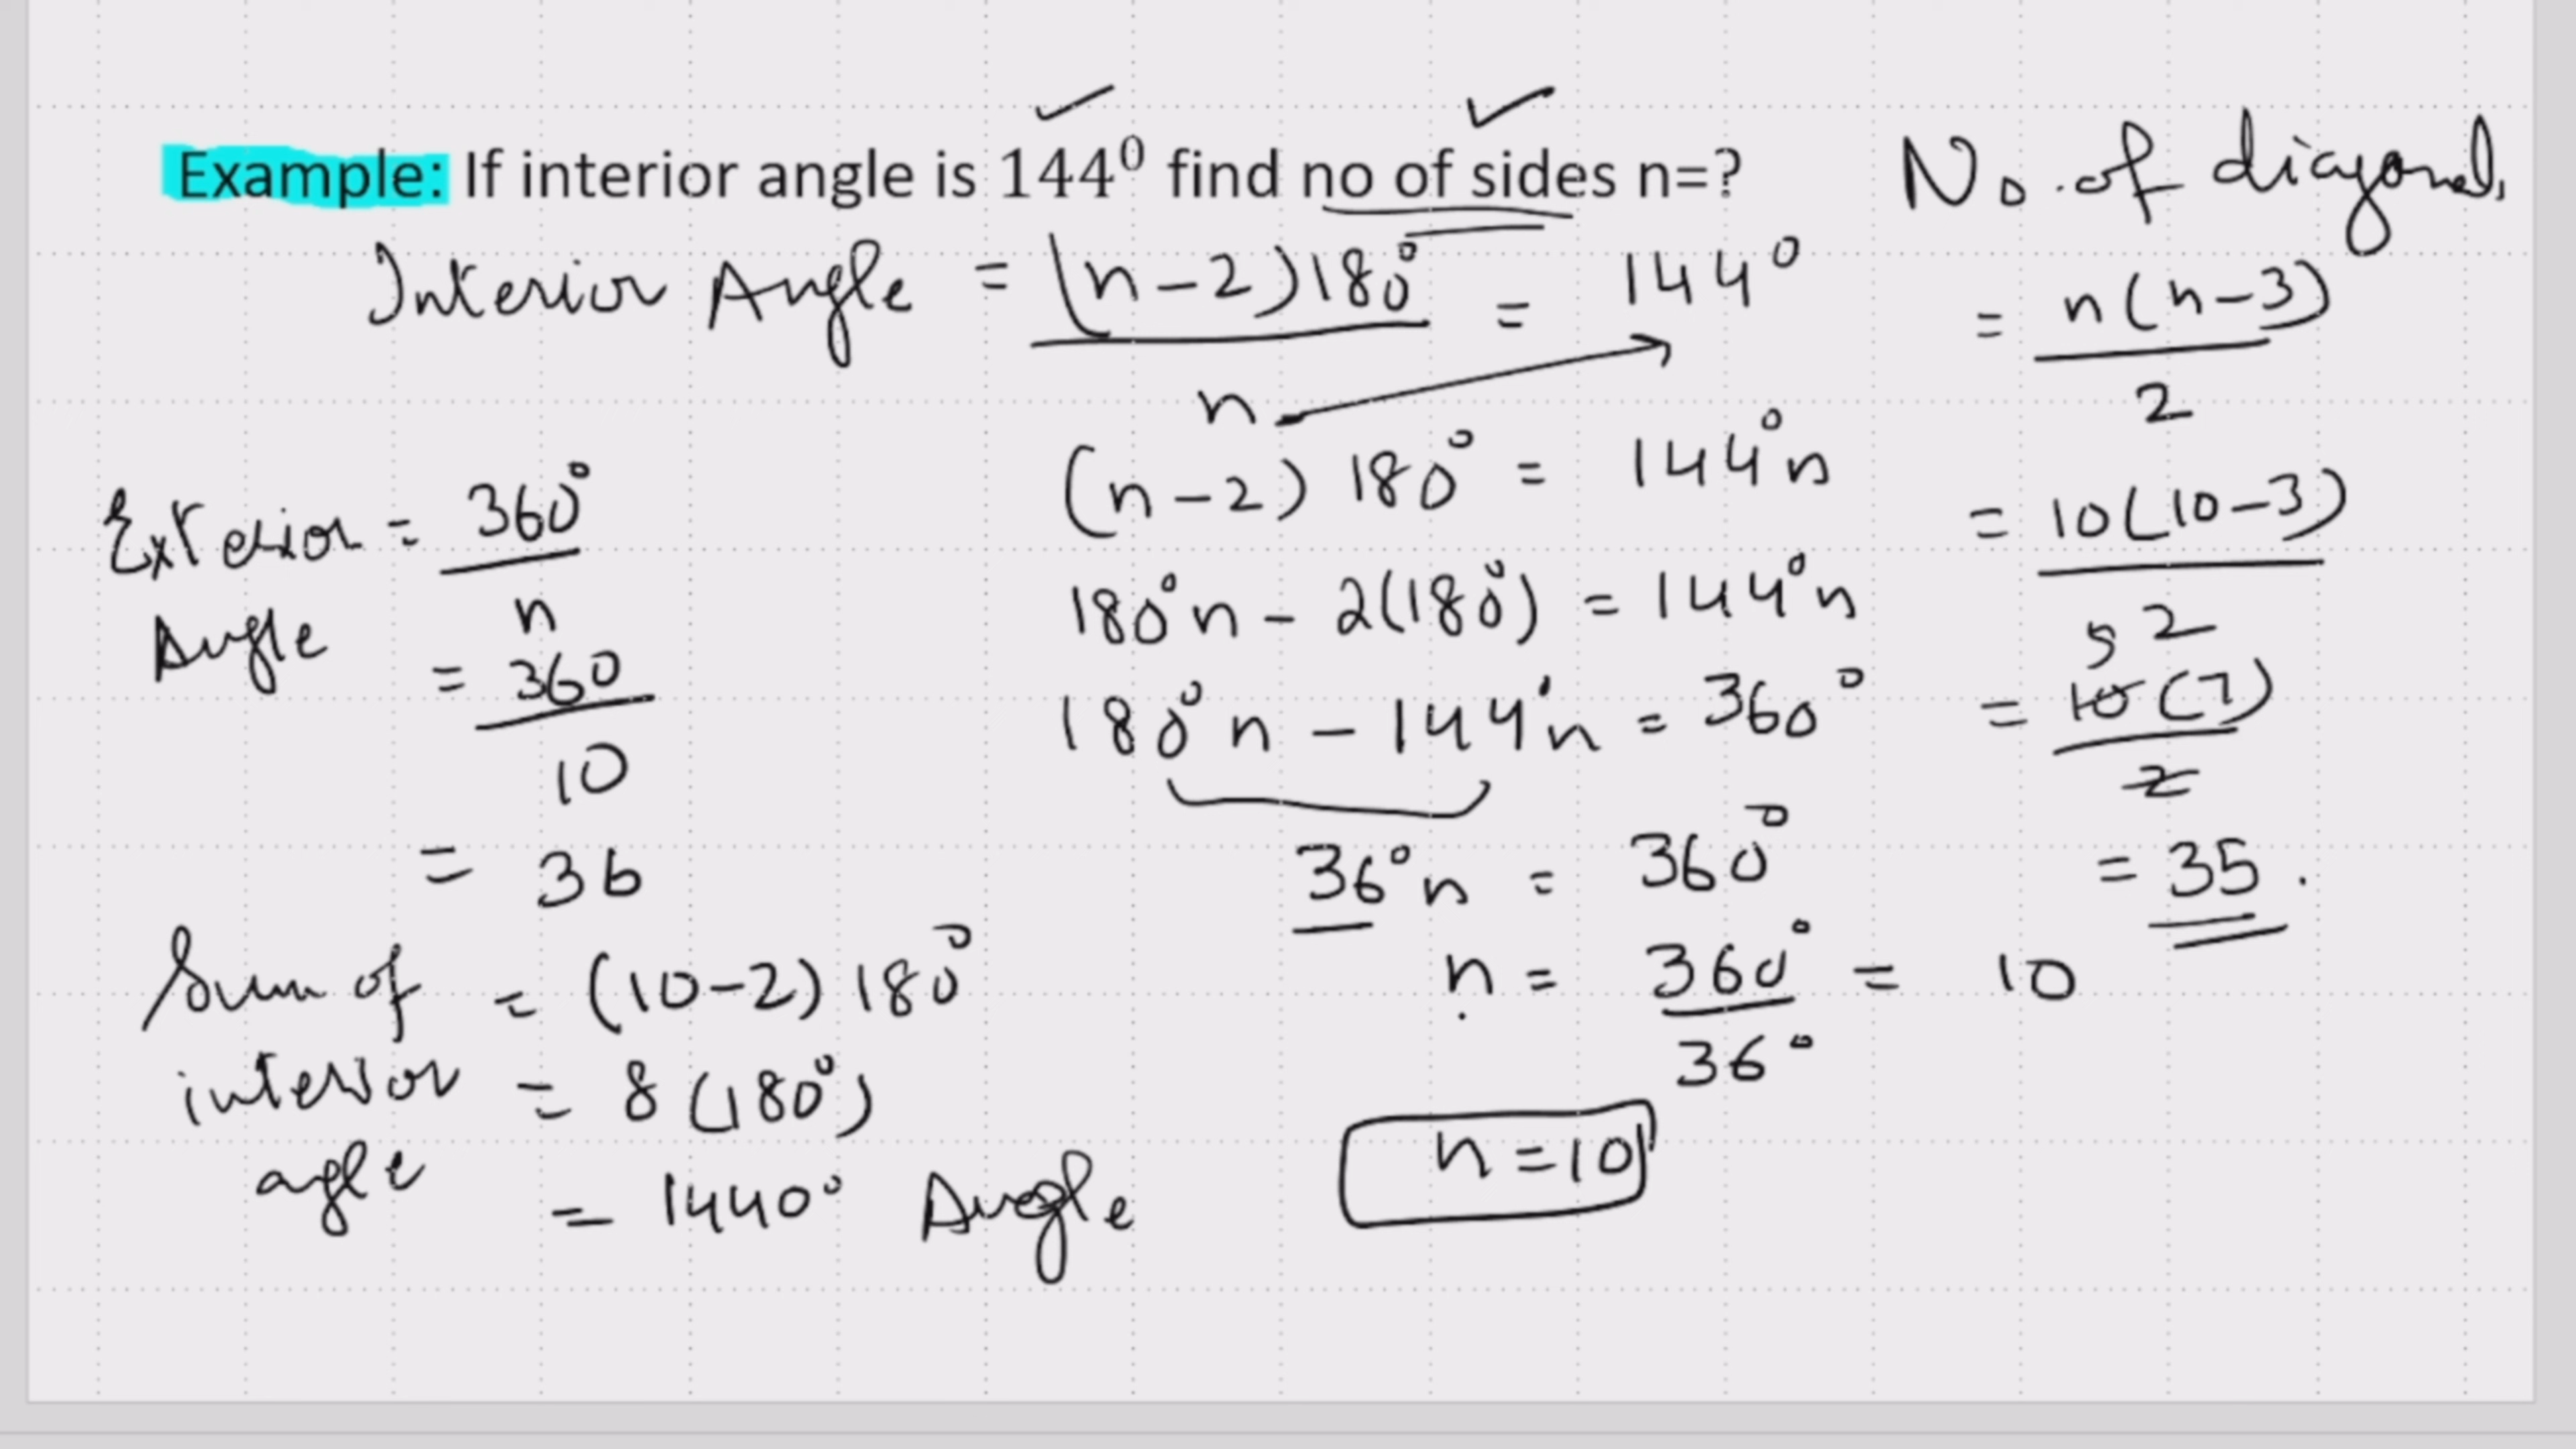 Example: If interior angle is 144⁰ find no of sides n=?
Interior Angle = (n-2)180° / n = 144°
(n-2) 180° = 144°n
180°n - 2(180°) = 144°n
180°n - 144°n = 360°
36°n = 360°
n = 360° / 36° = 10
n=10
No. of diagonal,
= n(n-3) / 2
= 10(10-3) / 2
= 10(7) / 2
5
= 35.
Exterior Angle = 360° / n
= 360 / 10
= 36
Sum of interior angle = (10-2) 180°
= 8(180°)
= 1440° Angle